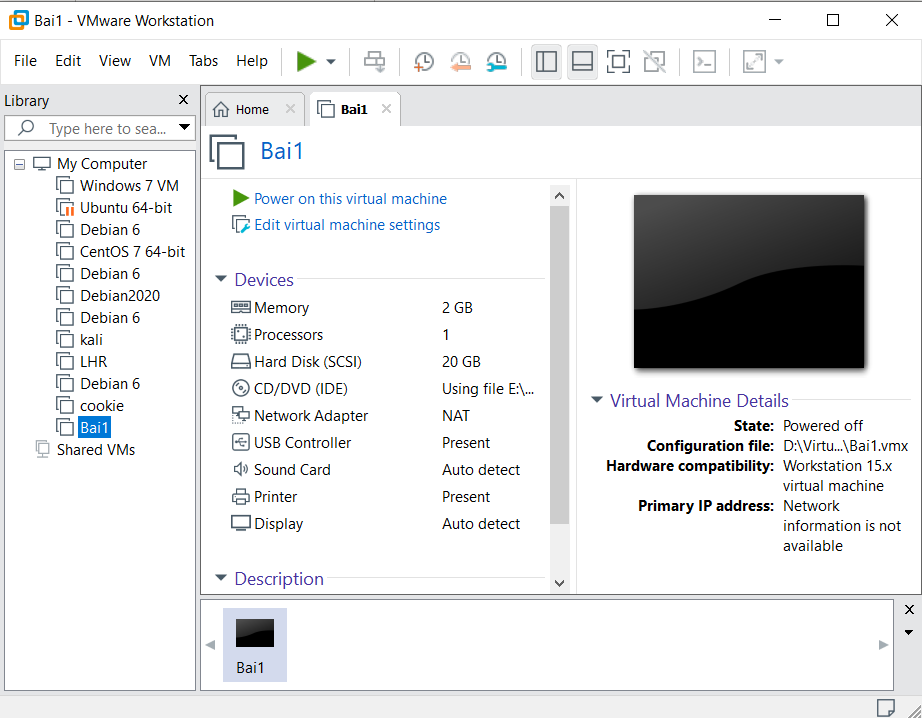 Bai1 - VMware Workstation
File Edit View VM Tabs Help
Library
Type here to sea...
My Computer
Windows 7 VM
Ubuntu 64-bit
Debian 6
CentOS 7 64-bit
Debian 6
Debian2020
Debian 6
kali
LHR
Debian 6
cookie
Bai1
Shared VMs
Home
Bai1
Bai1
Power on this virtual machine
Edit virtual machine settings
Devices
Memory 2 GB
Processors 1
Hard Disk (SCSI) 20 GB
CD/DVD (IDE) Using file E:\...
Network Adapter NAT
USB Controller Present
Sound Card Auto detect
Printer Present
Display Auto detect
Description
Virtual Machine Details
State: Powered off
Configuration file: D:\Virtu...\Bai1.vmx
Hardware compatibility: Workstation 15.x
virtual machine
Primary IP address: Network
information is not
available
Bai1